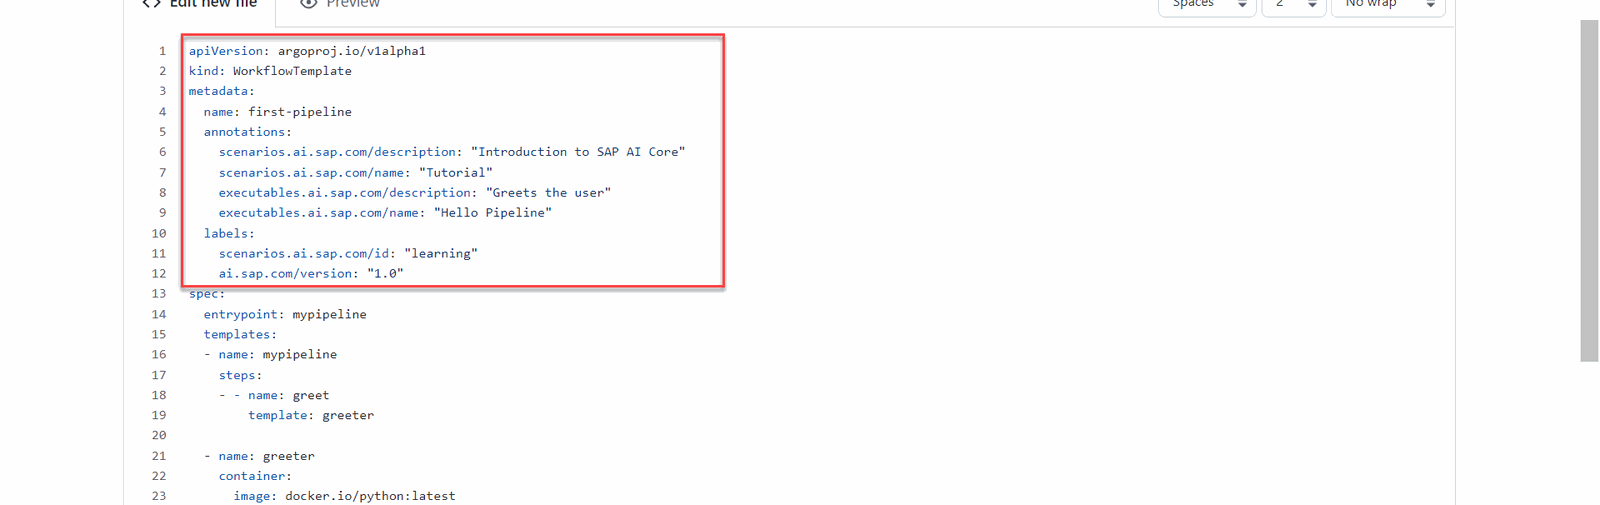 Edit new file
Preview
Spaces
2
No wrap
1 apiVersion: argoproj.io/v1alpha1
2 kind: WorkflowTemplate
3 metadata:
4   name: first-pipeline
5   annotations:
6     scenarios.ai.sap.com/description: "Introduction to SAP AI Core"
7     scenarios.ai.sap.com/name: "Tutorial"
8     executables.ai.sap.com/description: "Greets the user"
9     executables.ai.sap.com/name: "Hello Pipeline"
10   labels:
11     scenarios.ai.sap.com/id: "learning"
12     ai.sap.com/version: "1.0"
13 spec:
14   entrypoint: mypipeline
15   templates:
16   - name: mypipeline
17     steps:
18     - - name: greet
19         template: greeter
20
21   - name: greeter
22     container:
23       image: docker.io/python:latest